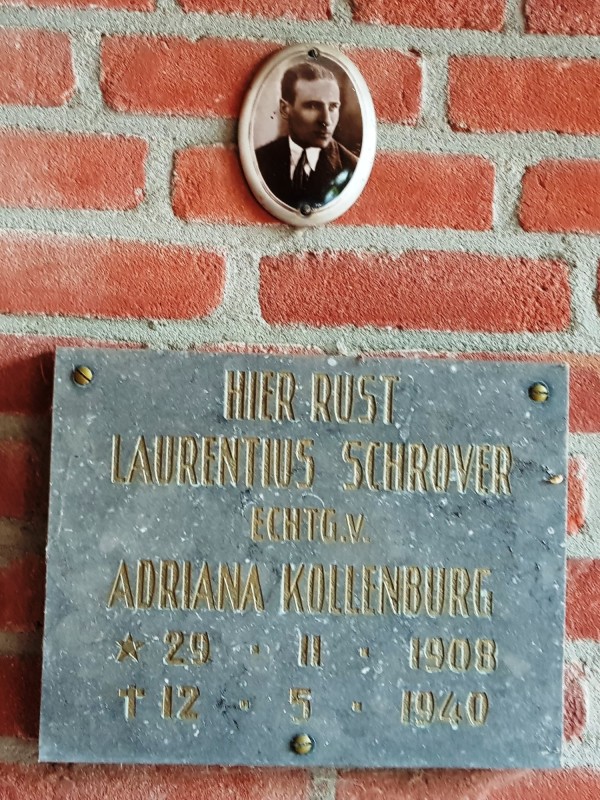 HIER RUST
LAURENTIUS SCHROVER
ECHTG.V.
ADRIANA KOLLENBURG
★ 29 · 11 · 1908
✝ 12 · 5 · 1940